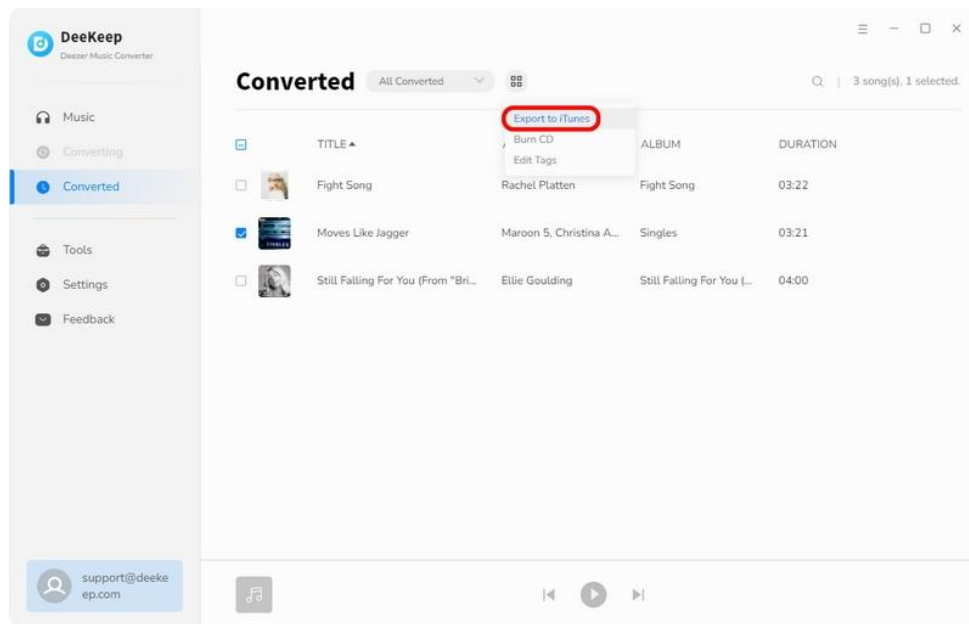 DeeKeep
Deezer Music Converter
Converted
All Converted
3 song(s), 1 selected.
Music
Converting
Converted
Tools
Settings
Feedback
Export to iTunes
Burn CD
Edit Tags
TITLE
ALBUM
DURATION
Fight Song
Rachel Platten
Fight Song
03:22
Moves Like Jagger
Maroon 5, Christina A...
Singles
03:21
Still Falling For You (From "Bri...
Ellie Goulding
Still Falling For You (...
04:00
support@deeke
ep.com